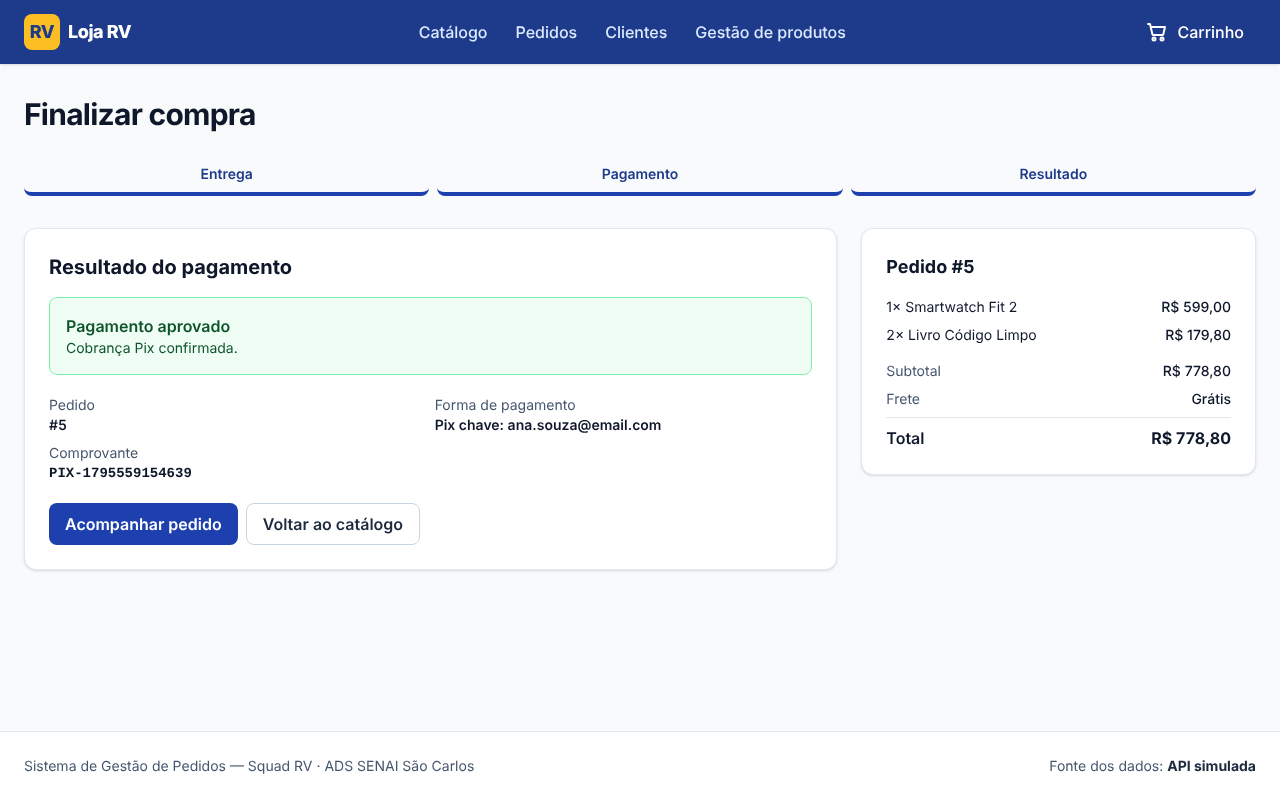 RV Loja RV
Catálogo Pedidos Clientes Gestão de produtos
Carrinho
Finalizar compra
Entrega Pagamento Resultado
Resultado do pagamento
Pagamento aprovado
Cobrança Pix confirmada.
Pedido
#5
Forma de pagamento
Pix chave: ana.souza@email.com
Comprovante
PIX-1795559154639
Acompanhar pedido Voltar ao catálogo
Pedido #5
1× Smartwatch Fit 2 R$ 599,00
2× Livro Código Limpo R$ 179,80
Subtotal R$ 778,80
Frete Grátis
Total R$ 778,80
Sistema de Gestão de Pedidos — Squad RV · ADS SENAI São Carlos
Fonte dos dados: API simulada